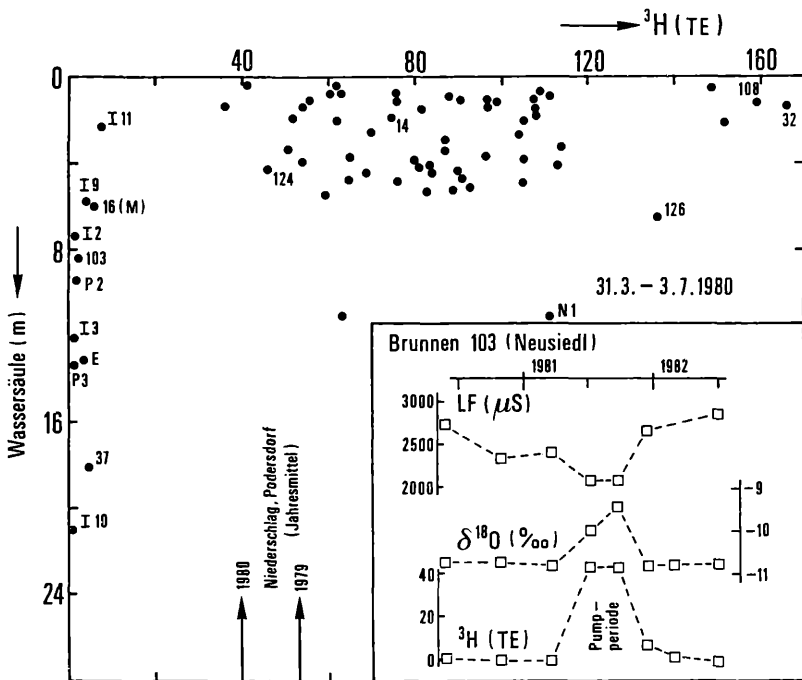 ³H (TE)
0 40 80 120 160
0
8
16
24
Wassersäule (m)
108
32
I 11
14
124
I 9
16 (M)
126
I 2
103
P 2
31.3. – 3.7.1980
N 1
I 3
E
P 3
37
I 10
1980
Niederschlag, Podersdorf
(Jahresmittel)
1979
Brunnen 103 (Neusiedl)
1981 1982
LF (μS)
3000
2500
2000
δ¹⁸O (‰)
-9
-10
-11
³H (TE)
40
20
0
Pump-
periode